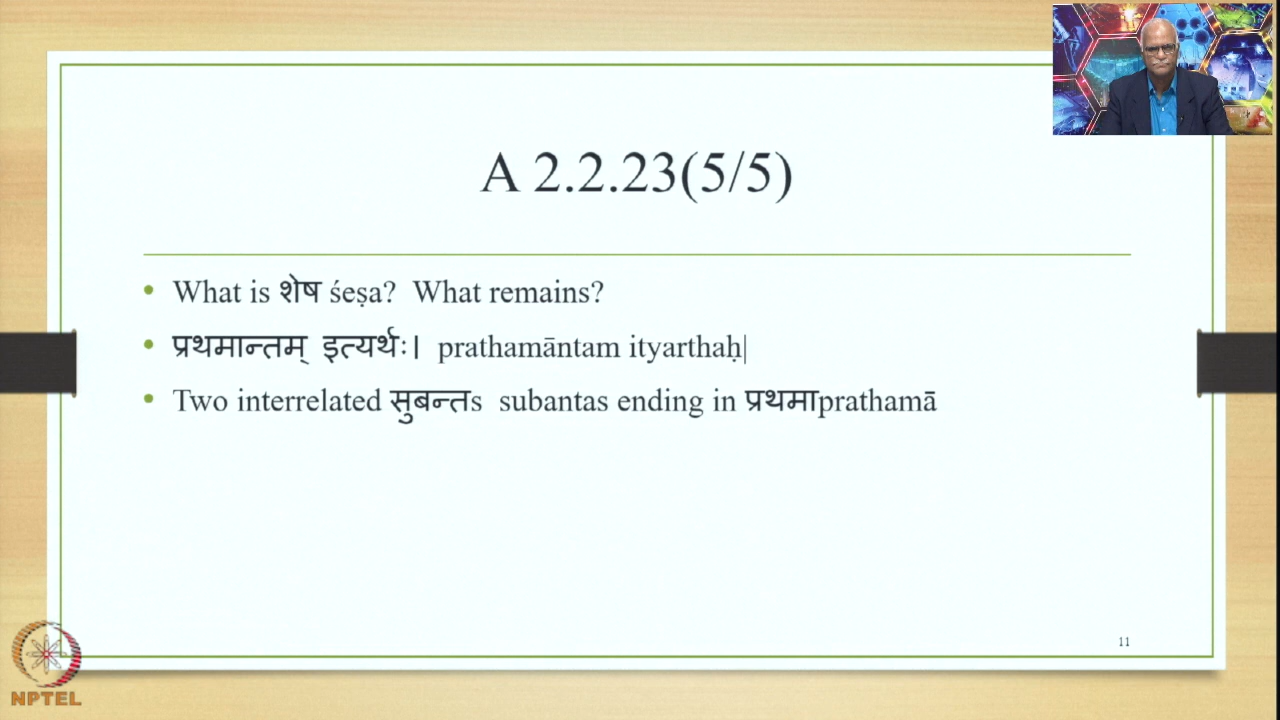 A 2.2.23(5/5)
What is शेष śeṣa? What remains?
प्रथमान्तम् इत्यर्थः। prathamāntam ityarthaḥ|
Two interrelated सुबन्तs subantas ending in प्रथमाprathamā
11
NPTEL